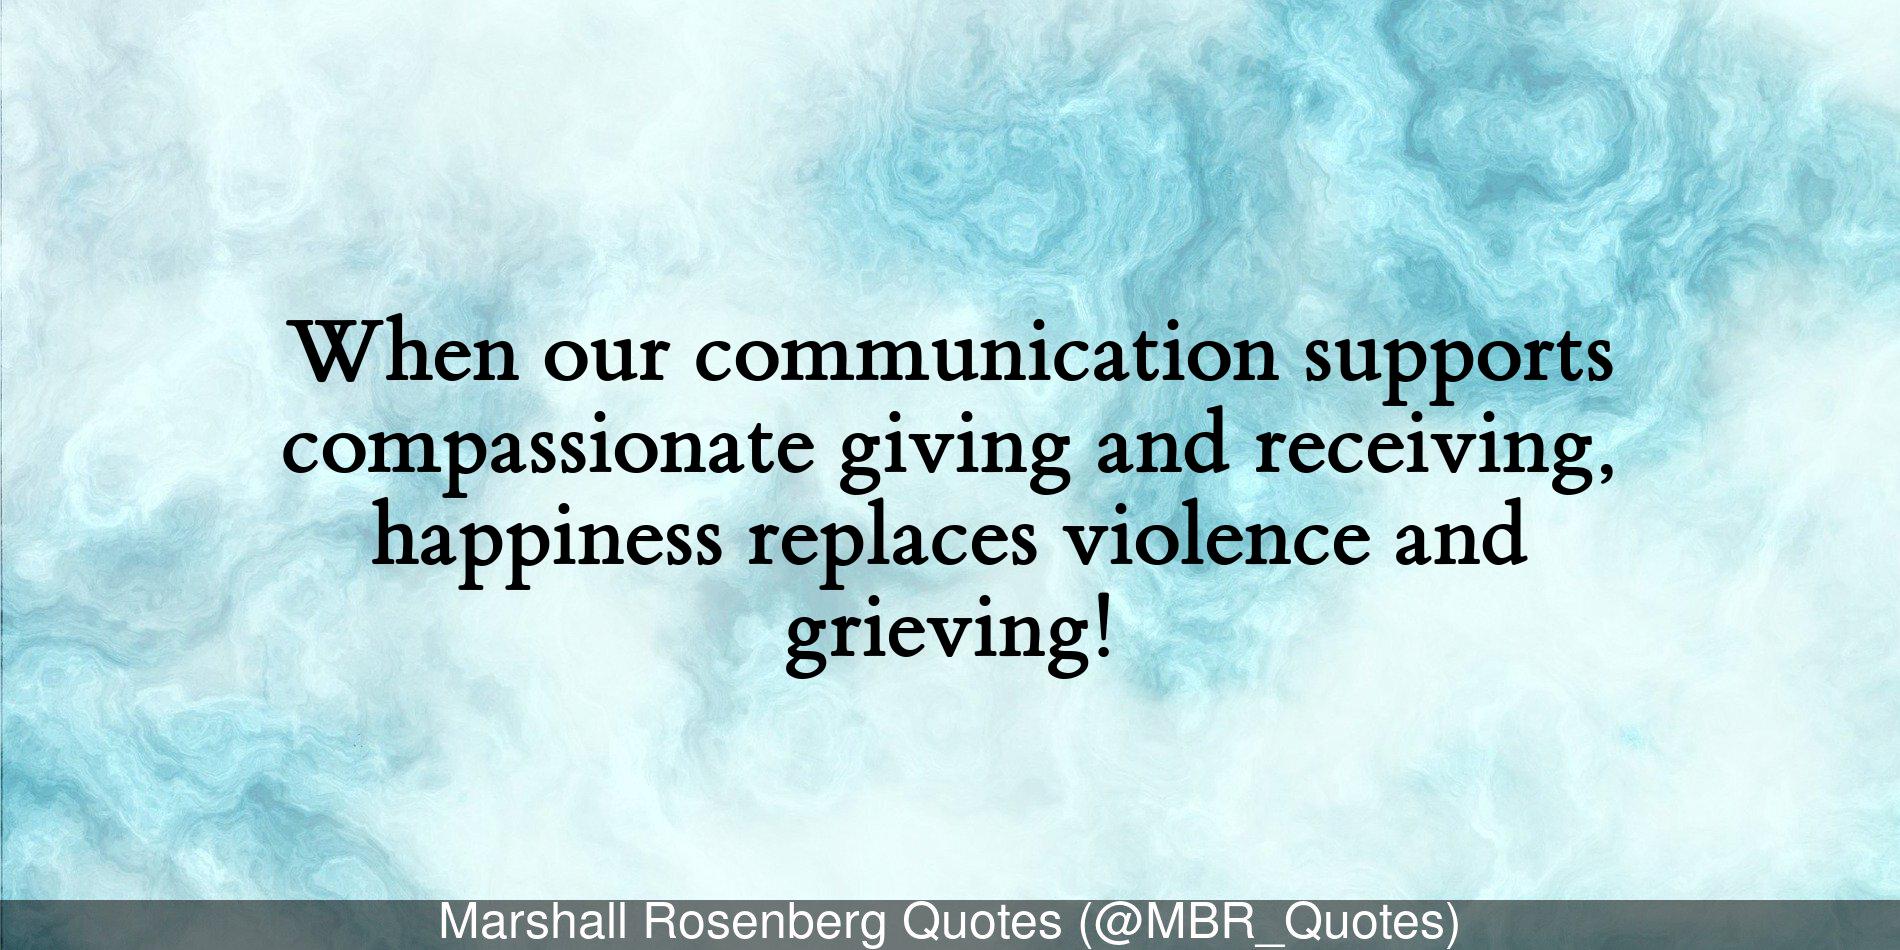 When our communication supports
compassionate giving and receiving,
happiness replaces violence and
grieving!
Marshall Rosenberg Quotes (@MBR_Quotes)